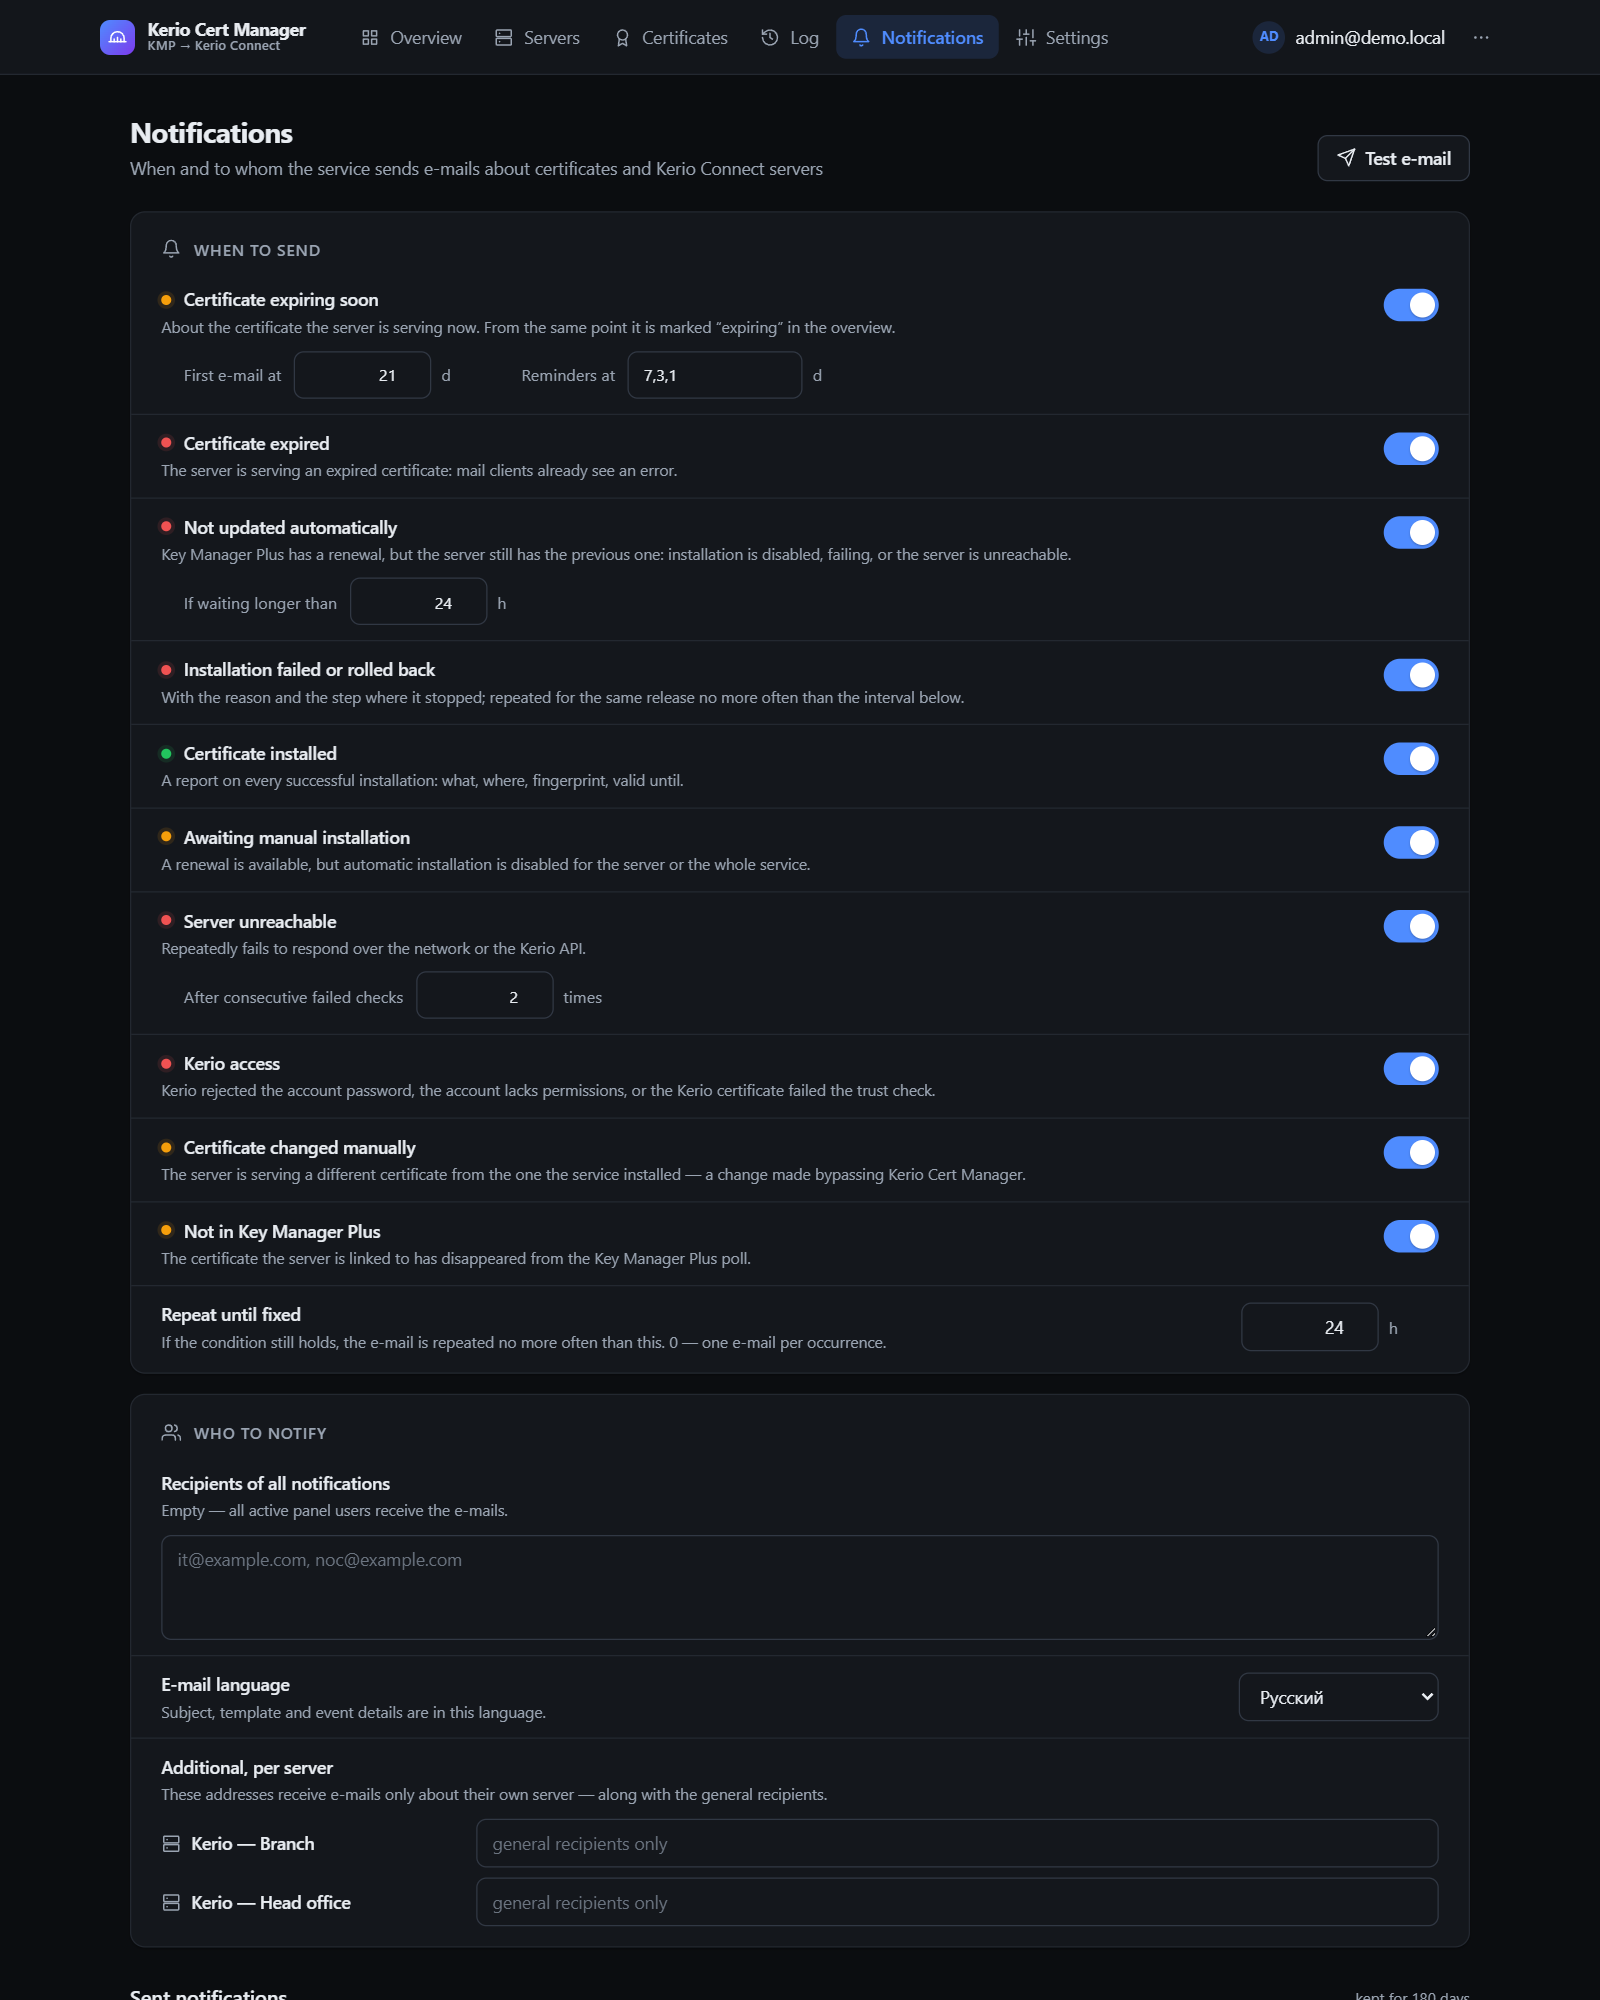 Kerio Cert Manager
KMP → Kerio Connect
Overview
Servers
Certificates
Log
Notifications
Settings
AD
admin@demo.local
Notifications
When and to whom the service sends e-mails about certificates and Kerio Connect servers
Test e-mail
WHEN TO SEND
Certificate expiring soon
About the certificate the server is serving now. From the same point it is marked “expiring” in the overview.
First e-mail at 21 d Reminders at 7,3,1 d
Certificate expired
The server is serving an expired certificate: mail clients already see an error.
Not updated automatically
Key Manager Plus has a renewal, but the server still has the previous one: installation is disabled, failing, or the server is unreachable.
If waiting longer than 24 h
Installation failed or rolled back
With the reason and the step where it stopped; repeated for the same release no more often than the interval below.
Certificate installed
A report on every successful installation: what, where, fingerprint, valid until.
Awaiting manual installation
A renewal is available, but automatic installation is disabled for the server or the whole service.
Server unreachable
Repeatedly fails to respond over the network or the Kerio API.
After consecutive failed checks 2 times
Kerio access
Kerio rejected the account password, the account lacks permissions, or the Kerio certificate failed the trust check.
Certificate changed manually
The server is serving a different certificate from the one the service installed — a change made bypassing Kerio Cert Manager.
Not in Key Manager Plus
The certificate the server is linked to has disappeared from the Key Manager Plus poll.
Repeat until fixed
If the condition still holds, the e-mail is repeated no more often than this. 0 — one e-mail per occurrence.
24 h
WHO TO NOTIFY
Recipients of all notifications
Empty — all active panel users receive the e-mails.
it@example.com, noc@example.com
E-mail language
Subject, template and event details are in this language.
Русский
Additional, per server
These addresses receive e-mails only about their own server — along with the general recipients.
Kerio — Branch general recipients only
Kerio — Head office general recipients only
Sent notifications
kept for 180 days